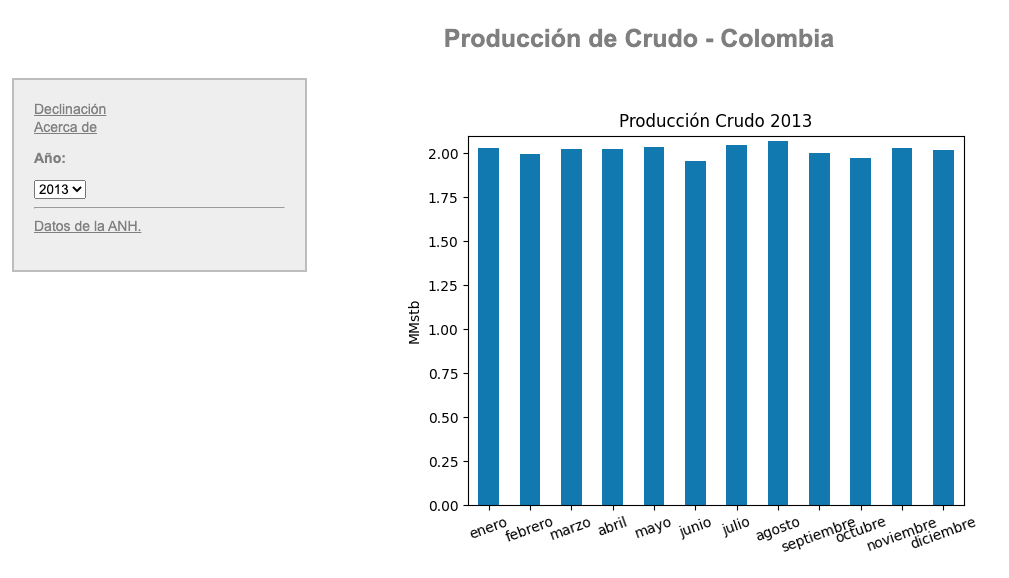 Producción de Crudo - Colombia
Declinación
Acerca de
Año:
2013
Datos de la ANH.
Producción Crudo 2013
MMstb
2.00
1.75
1.50
1.25
1.00
0.75
0.50
0.25
0.00
enero febrero marzo abril mayo junio julio agosto septiembre octubre noviembre diciembre